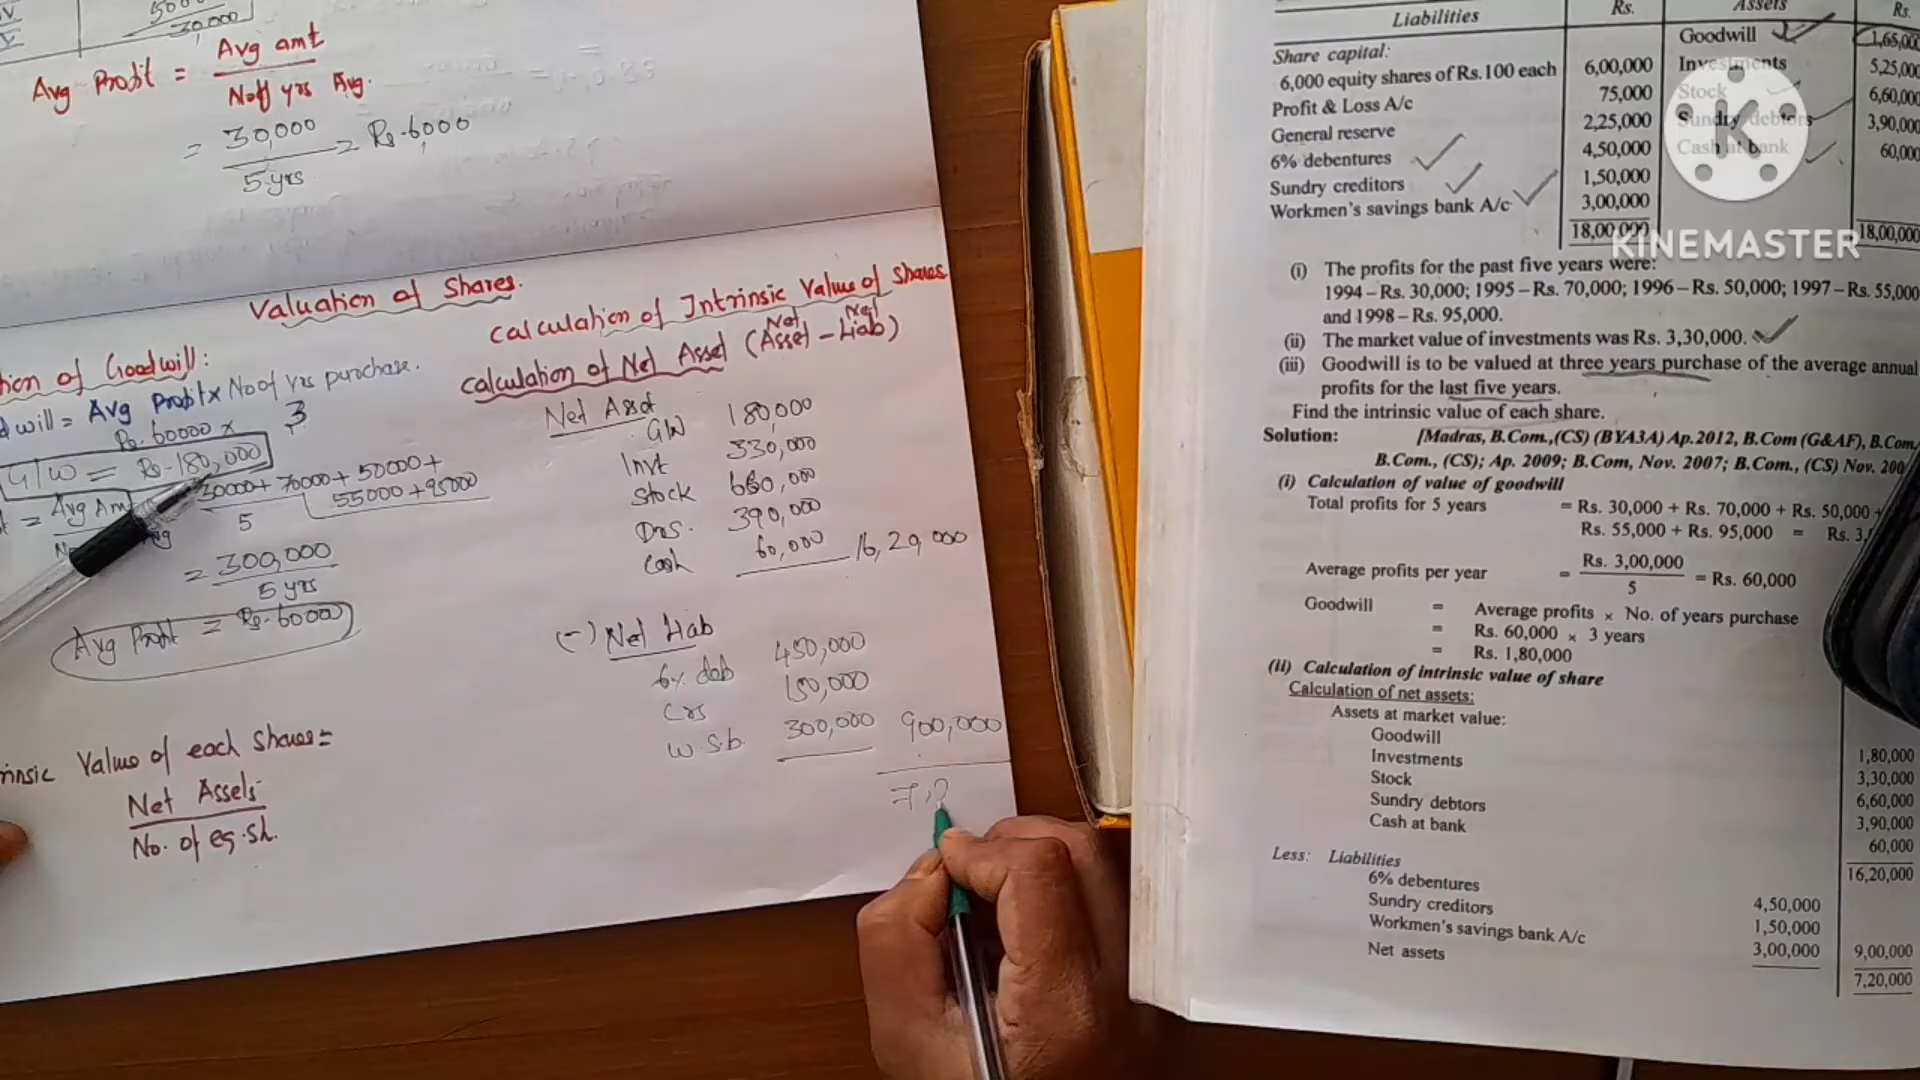 30,000
Avg Profit = Avg amt
No of yrs Avg.
= 30,000 = Rs. 6000
5 yrs
Valuation of Shares.
tion of Goodwill:
dwill = Avg Profit x No of yrs purchase.
Rs. 60000 x 3
G/W = Rs. 180,000
= Avg Am
30000 + 70000 + 50000 +
55000 + 95000
5
= 300,000
5 yrs
Avg Profit = Rs. 60000
rinsic Value of each shares =
Net Assets
No. of eq. sh.
Calculation of Intrinsic Value of Shares
Calculation of Net Asset (Net Asset - Net Liab)
Net Asset
G/W 180,000
Invt 330,000
Stock 660,000
Drs. 390,000
Cash 60,000 16,29,000
(-) Net Liab
6% deb 450,000
Crs 150,000
W.S.b. 300,000 900,000
7,2
Liabilities Rs. Assets Rs.
Share capital: Goodwill 1,65,000
6,000 equity shares of Rs.100 each 6,00,000 Investments 5,25,000
Profit & Loss A/c 75,000 Stock 6,60,000
General reserve 2,25,000 Sundry debtors 3,90,000
6% debentures 4,50,000 Cash at bank 60,000
Sundry creditors 1,50,000
Workmen's savings bank A/c 3,00,000
18,00,000 18,00,000
K
KINEMASTER
(i) The profits for the past five years were:
1994 – Rs. 30,000; 1995 – Rs. 70,000; 1996 – Rs. 50,000; 1997 – Rs. 55,000
and 1998 – Rs. 95,000.
(ii) The market value of investments was Rs. 3,30,000.
(iii) Goodwill is to be valued at three years purchase of the average annual
profits for the last five years.
Find the intrinsic value of each share.
Solution: [Madras, B.Com.,(CS) (BYA3A) Ap.2012, B.Com (G&AF), B.Com,
B.Com., (CS); Ap. 2009; B.Com, Nov. 2007; B.Com., (CS) Nov. 200
(i) Calculation of value of goodwill
Total profits for 5 years = Rs. 30,000 + Rs. 70,000 + Rs. 50,000 +
Rs. 55,000 + Rs. 95,000 = Rs. 3,
Average profits per year = Rs. 3,00,000 = Rs. 60,000
5
Goodwill = Average profits × No. of years purchase
= Rs. 60,000 × 3 years
= Rs. 1,80,000
(ii) Calculation of intrinsic value of share
Calculation of net assets:
Assets at market value:
Goodwill 1,80,000
Investments 3,30,000
Stock 6,60,000
Sundry debtors 3,90,000
Cash at bank 60,000
16,20,000
Less: Liabilities
6% debentures 4,50,000
Sundry creditors 1,50,000
Workmen's savings bank A/c 3,00,000 9,00,000
Net assets 7,20,000